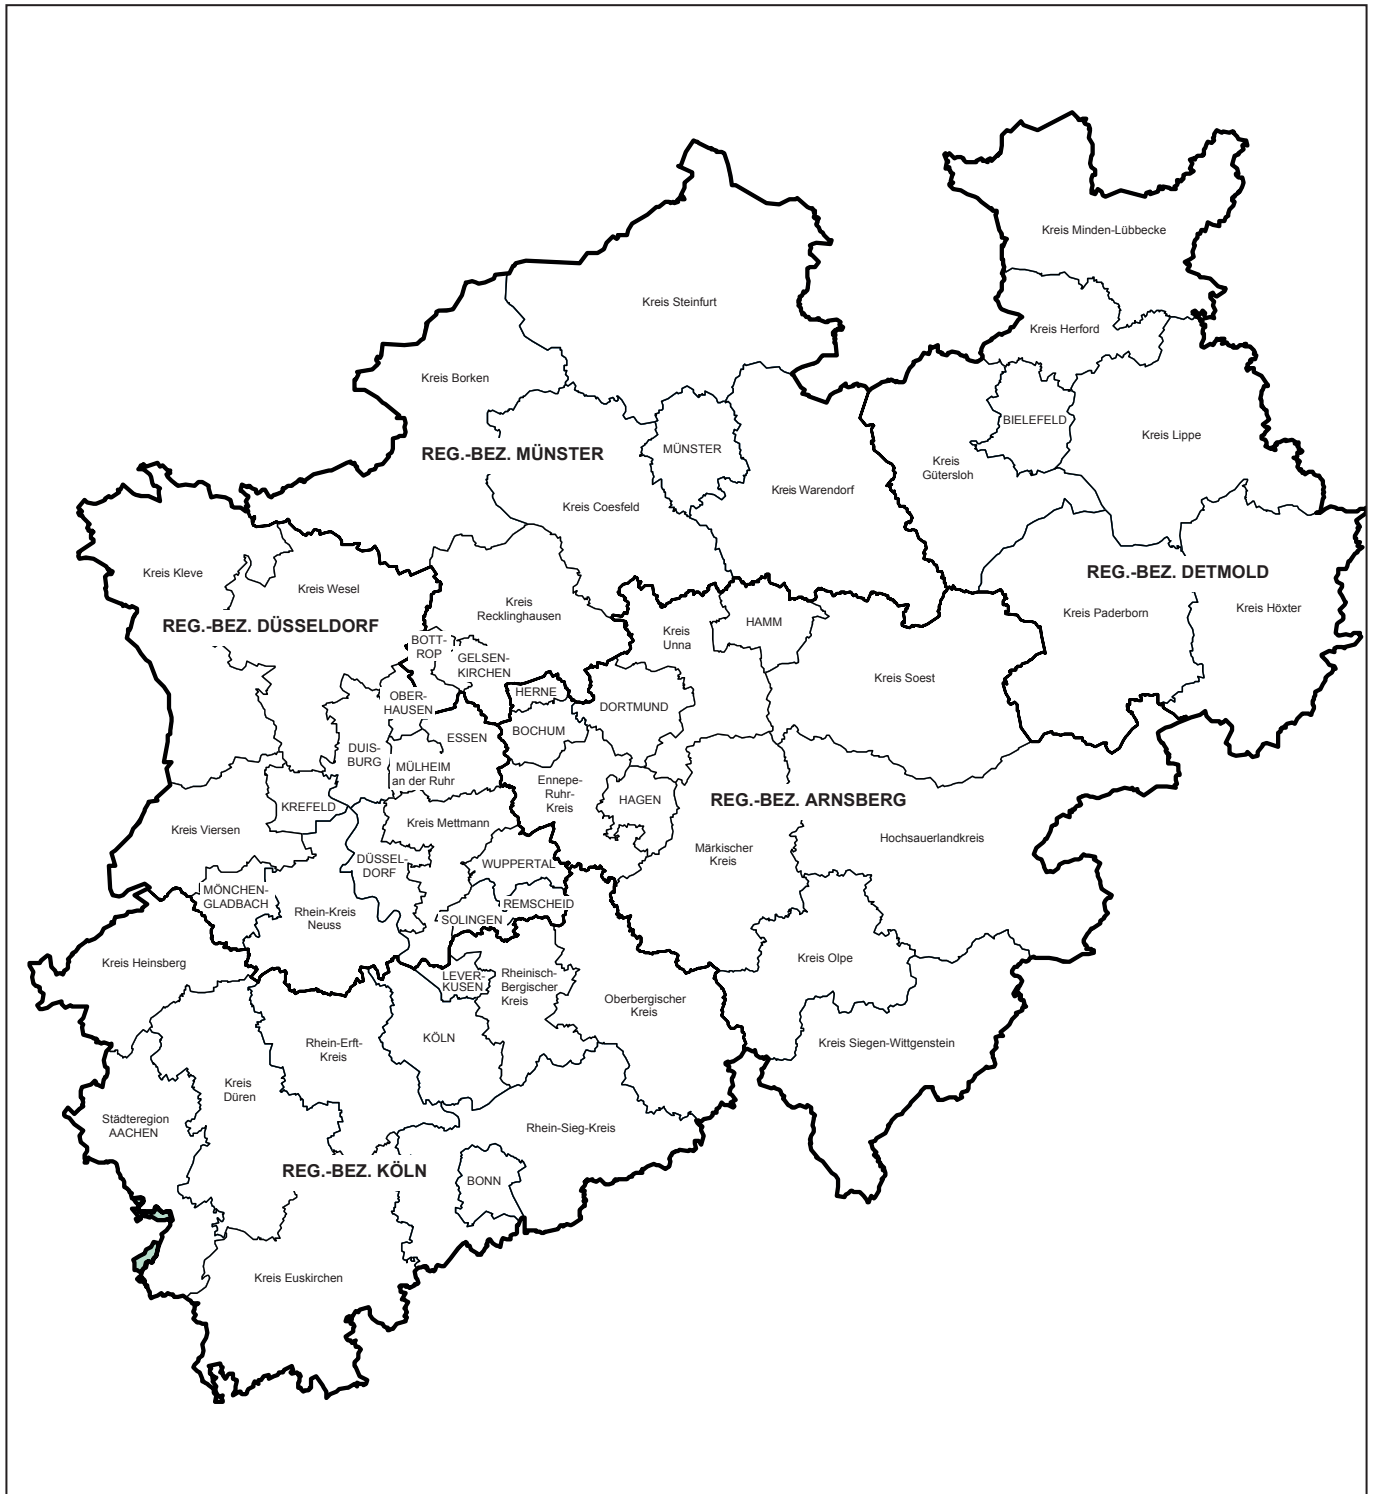 Kreis Minden-Lübbecke
Kreis Steinfurt
Kreis Herford
Kreis Borken
BIELEFELD
Kreis Lippe
REG.-BEZ. MÜNSTER
MÜNSTER
Kreis
Gütersloh
Kreis Warendorf
Kreis Coesfeld
Kreis Kleve
Kreis Wesel
REG.-BEZ. DETMOLD
Kreis
Recklinghausen
Kreis Paderborn
Kreis Höxter
REG.-BEZ. DÜSSELDORF
HAMM
Kreis
Unna
BOTT-
ROP
GELSEN-
KIRCHEN
Kreis Soest
OBER-
HAUSEN
HERNE
DORTMUND
BOCHUM
ESSEN
DUIS-
BURG
MÜLHEIM
an der Ruhr
Ennepe-
Ruhr-
Kreis
HAGEN
REG.-BEZ. ARNSBERG
KREFELD
Kreis Viersen
Kreis Mettmann
Hochsauerlandkreis
Märkischer
Kreis
DÜSSEL-
DORF
WUPPERTAL
MÖNCHEN-
GLADBACH
REMSCHEID
SOLINGEN
Rhein-Kreis
Neuss
Kreis Heinsberg
Kreis Olpe
LEVER-
KUSEN
Rheinisch-
Bergischer
Kreis
Oberbergischer
Kreis
KÖLN
Rhein-Erft-
Kreis
Kreis Siegen-Wittgenstein
Kreis
Düren
Städteregion
AACHEN
Rhein-Sieg-Kreis
REG.-BEZ. KÖLN
BONN
Kreis Euskirchen